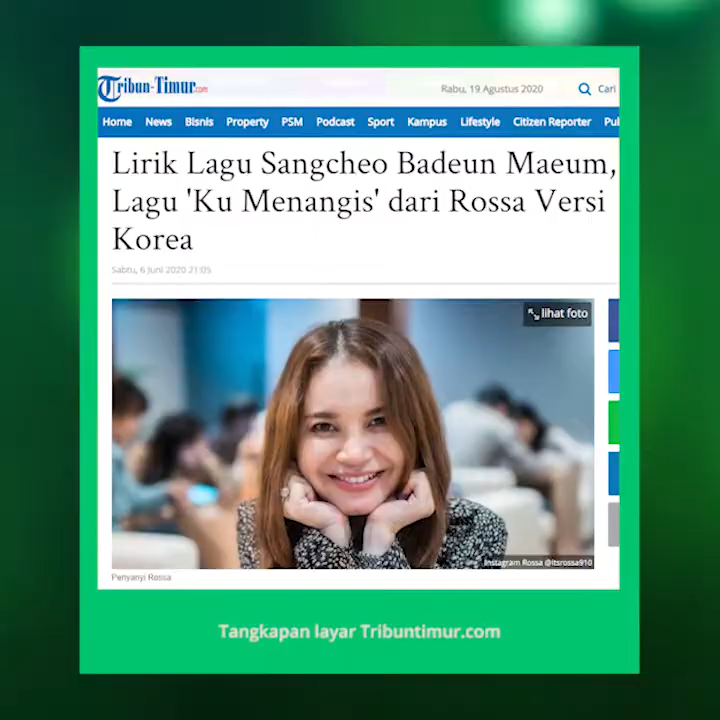 Tribun-Timur.com
Rabu, 19 Agustus 2020
Cari
Home News Bisnis Property PSM Podcast Sport Kampus Lifestyle Citizen Reporter Pul
Lirik Lagu Sangcheo Badeun Maeum,
Lagu 'Ku Menangis' dari Rossa Versi
Korea
Sabtu, 6 Juni 2020 21:05
lihat foto
Instagram Rossa @itsrossa910
Penyanyi Rossa
Tangkapan layar Tribuntimur.com